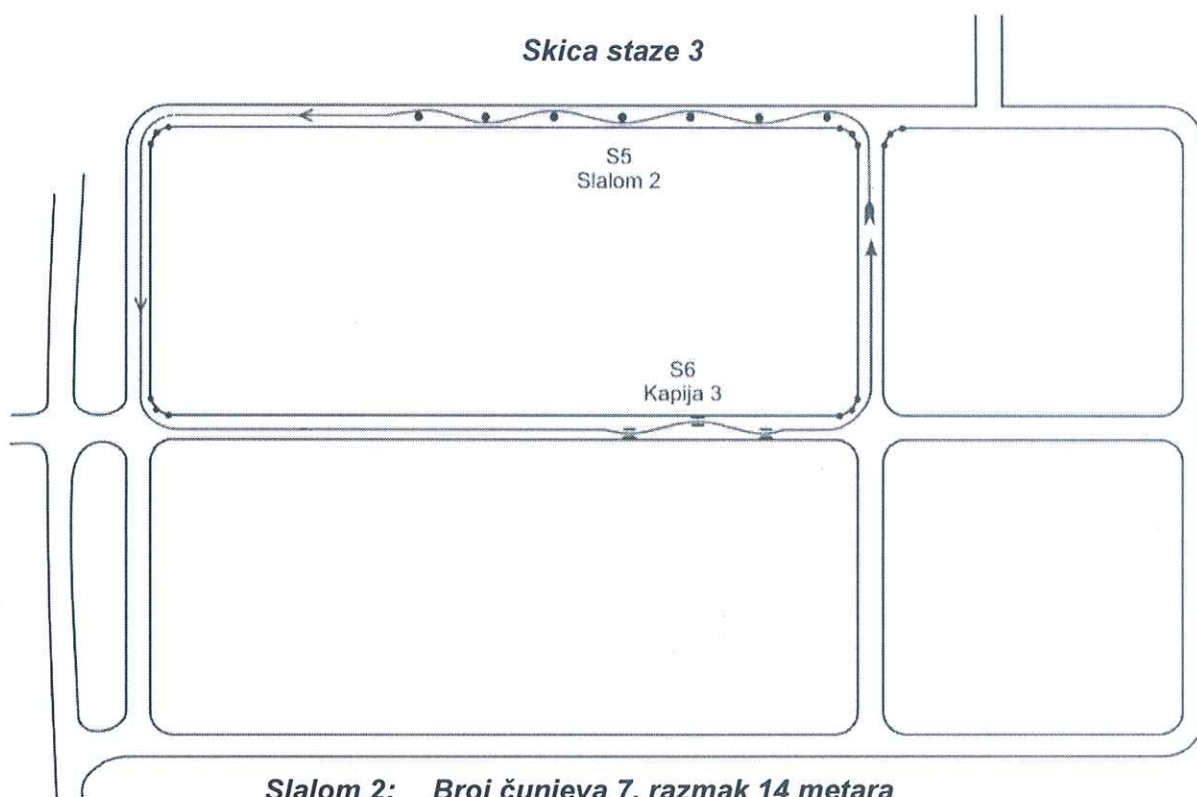 Skica staze 3
S5
Slalom 2
S6
Kapija 3
Slalom 2: Broj čunjeva 7, razmak 14 metara